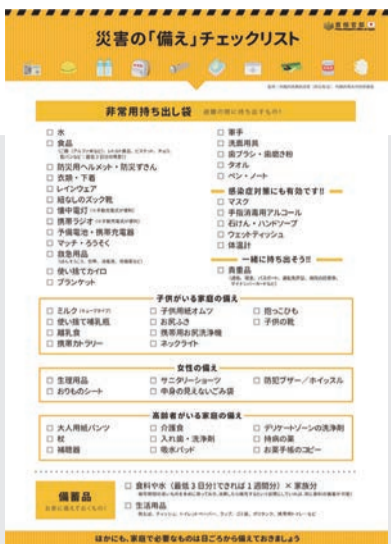 首相官邸
災害の「備え」チェックリスト
非常用持ち出し袋 避難の際に持ち出すもの!
□ 水
□ 食品
□ 防災用ヘルメット・防災ずきん
□ 衣類・下着
□ レインウェア
□ 紐なしのズック靴
□ 懐中電灯
□ 携帯ラジオ
□ 予備電池・携帯充電器
□ マッチ・ろうそく
□ 救急用品
□ 使い捨てカイロ
□ ブランケット
□ 軍手
□ 洗面用具
□ 歯ブラシ・歯磨き粉
□ タオル
□ ペン・ノート
感染症対策にも有効です!!
□ マスク
□ 手指消毒用アルコール
□ 石けん・ハンドソープ
□ ウェットティッシュ
□ 体温計
一緒に持ち出そう!!
□ 貴重品
子供がいる家庭の備え
□ ミルク
□ 使い捨て哺乳瓶
□ 離乳食
□ 携帯カトラリー
□ 子供用紙オムツ
□ お尻ふき
□ 携帯用お尻洗浄機
□ ネックライト
□ 抱っこひも
□ 子供の靴
女性の備え
□ 生理用品
□ おりものシート
□ サニタリーショーツ
□ 中身の見えないごみ袋
□ 防犯ブザー/ホイッスル
高齢者がいる家庭の備え
□ 大人用紙パンツ
□ 杖
□ 補聴器
□ 介護食
□ 入れ歯・洗浄剤
□ 吸水パッド
□ デリケートゾーンの洗浄剤
□ 持病の薬
□ お薬手帳のコピー
備蓄品
□ 食料や水(最低3日分!できれば1週間分)× 家族分
□ 生活用品
ほかにも、家庭で必要なものは日ごろから備えておきましょう